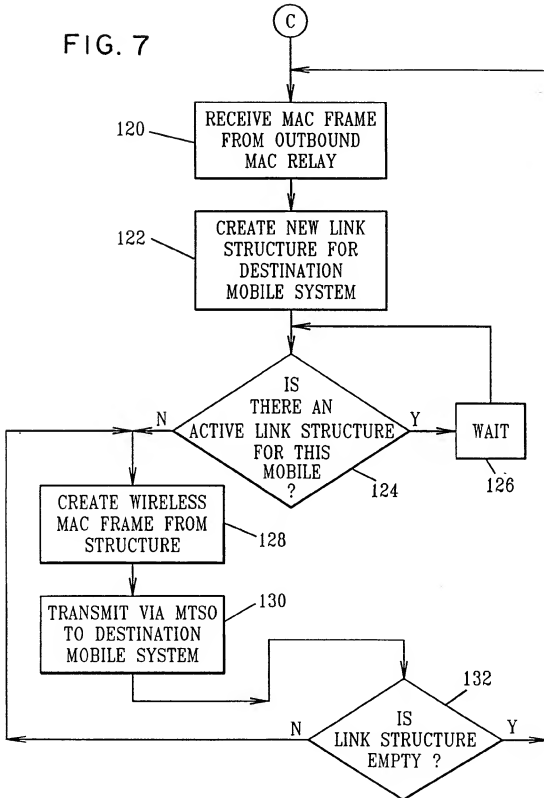 C
FIG. 7
120
RECEIVE MAC FRAME
FROM OUTBOUND
MAC RELAY
122
CREATE NEW LINK
STRUCTURE FOR
DESTINATION
MOBILE SYSTEM
IS
THERE AN
ACTIVE LINK STRUCTURE
FOR THIS
MOBILE
?
N
Y
124
WAIT
126
CREATE WIRELESS
MAC FRAME FROM
STRUCTURE
128
TRANSMIT VIA MTSO
TO DESTINATION
MOBILE SYSTEM
130
132
IS
LINK STRUCTURE
EMPTY ?
N
Y